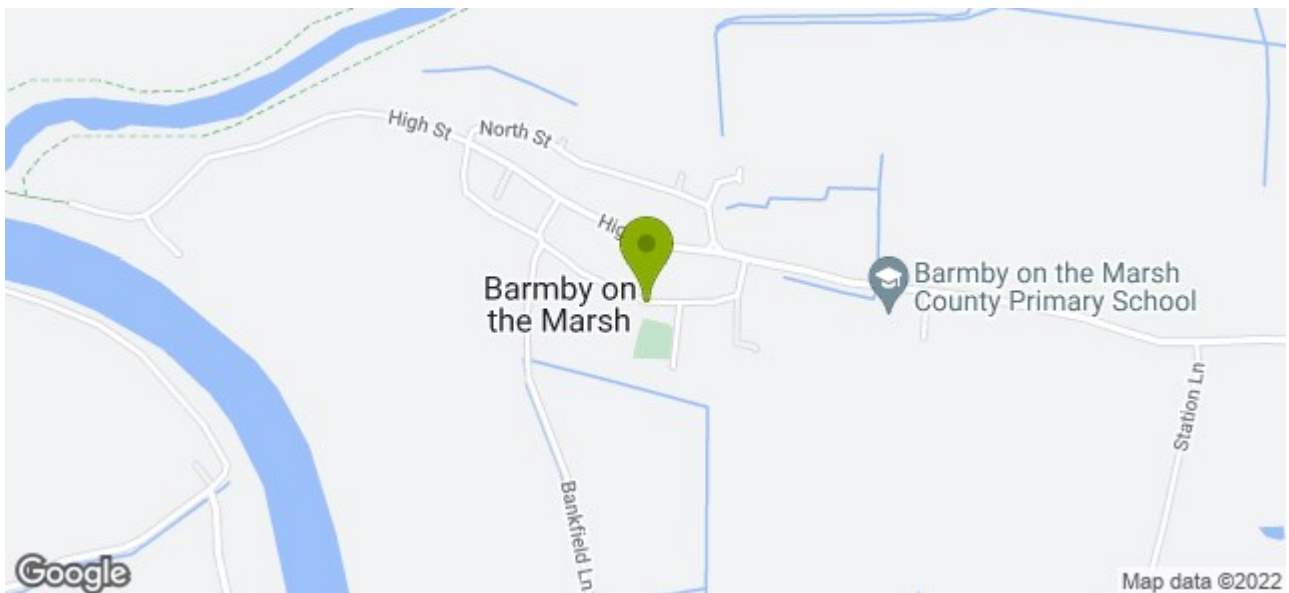 High St
North St
Hig
Barmby on
the Marsh
Barmby on the Marsh
County Primary School
Station Ln
Bankfield Ln
Google
Map data ©2022